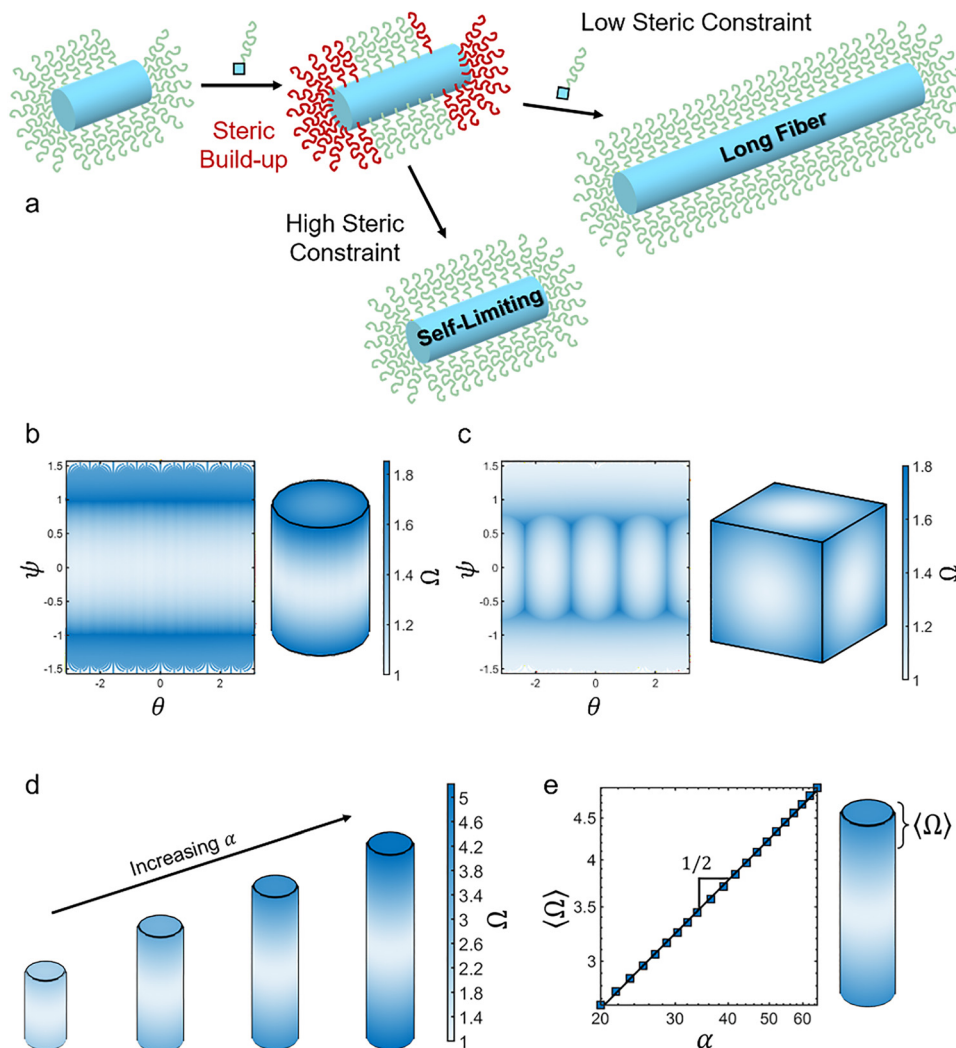 Low Steric Constraint
Steric
Build-up
Long Fiber
a
High Steric
Constraint
Self-Limiting
b
1.5
1
0.5
0
-0.5
-1
-1.5
ψ
-2
0
2
θ
1.8
1.6
1.4
1.2
1
Ω
c
1.5
1
0.5
0
-0.5
-1
-1.5
ψ
-2
0
2
θ
1.8
1.6
1.4
1.2
1
Ω
d
Increasing α
5
4.6
4.2
3.8
3.4
3
2.6
2.2
1.8
1.4
1
Ω
e
4.5
4
3.5
3
⟨Ω⟩
1/2
20
30
40
50
60
α
⟨Ω⟩